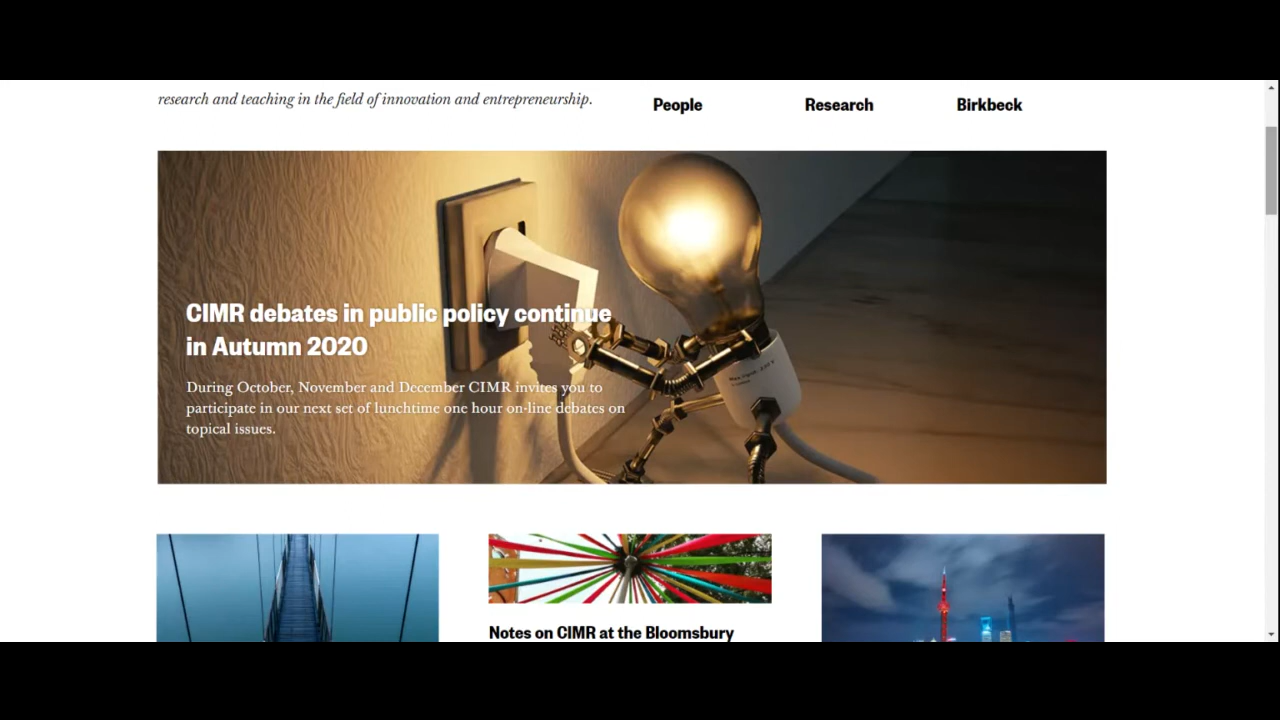 research and teaching in the field of innovation and entrepreneurship.
People
Research
Birkbeck
CIMR debates in public policy continue
in Autumn 2020
During October, November and December CIMR invites you to
participate in our next set of lunchtime one hour on-line debates on
topical issues.
Notes on CIMR at the Bloomsbury